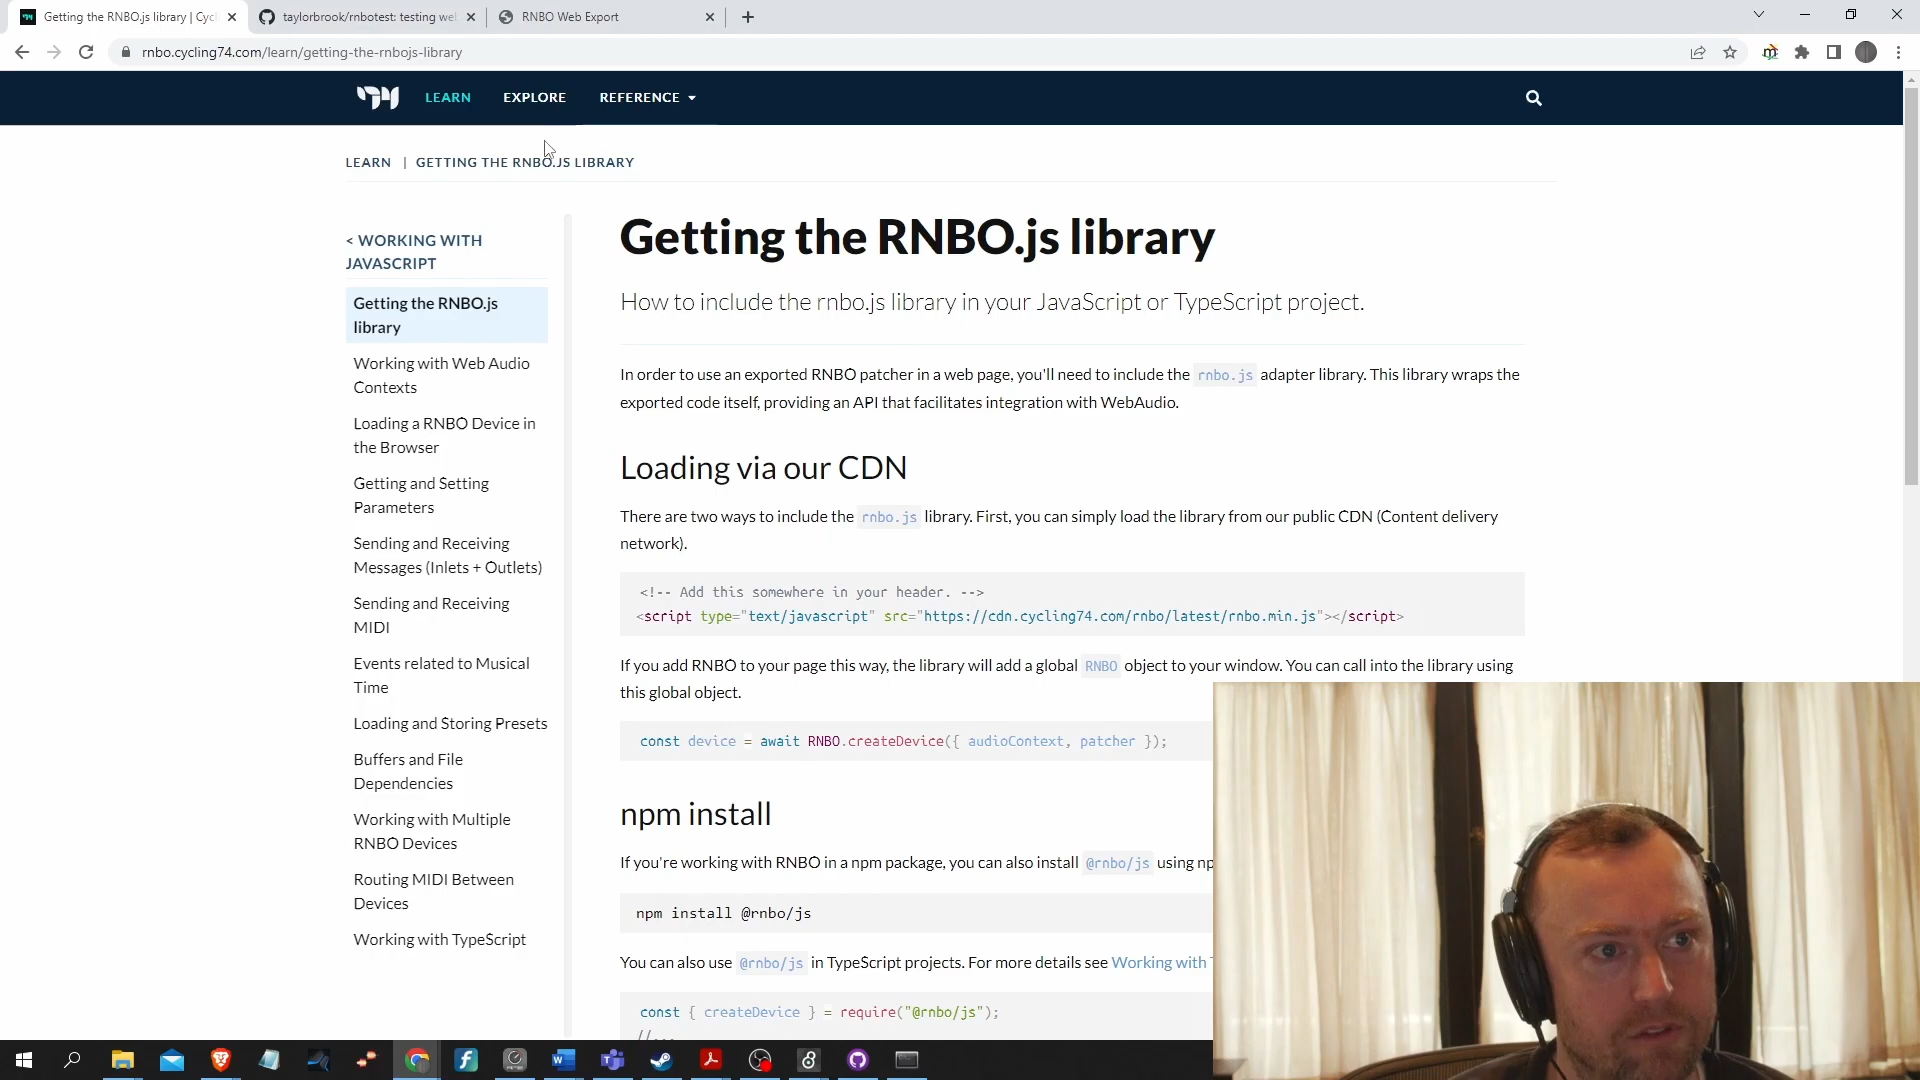 Getting the RNBO.js library | Cycl
taylorbrook/rnbotest: testing we
RNBO Web Export
rnbo.cycling74.com/learn/getting-the-rnbojs-library
LEARN
EXPLORE
REFERENCE
LEARN | GETTING THE RNBO.JS LIBRARY
< WORKING WITH
JAVASCRIPT
Getting the RNBO.js
library
Working with Web Audio
Contexts
Loading a RNBO Device in
the Browser
Getting and Setting
Parameters
Sending and Receiving
Messages (Inlets + Outlets)
Sending and Receiving
MIDI
Events related to Musical
Time
Loading and Storing Presets
Buffers and File
Dependencies
Working with Multiple
RNBO Devices
Routing MIDI Between
Devices
Working with TypeScript
Getting the RNBO.js library
How to include the rnbo.js library in your JavaScript or TypeScript project.
In order to use an exported RNBO patcher in a web page, you'll need to include the rnbo.js adapter library. This library wraps the
exported code itself, providing an API that facilitates integration with WebAudio.
Loading via our CDN
There are two ways to include the rnbo.js library. First, you can simply load the library from our public CDN (Content delivery
network).
<!-- Add this somewhere in your header. -->
<script type="text/javascript" src="https://cdn.cycling74.com/rnbo/latest/rnbo.min.js"></script>
If you add RNBO to your page this way, the library will add a global RNBO object to your window. You can call into the library using
this global object.
const device = await RNBO.createDevice({ audioContext, patcher });
npm install
If you're working with RNBO in a npm package, you can also install @rnbo/js using np
npm install @rnbo/js
You can also use @rnbo/js in TypeScript projects. For more details see Working with T
const { createDevice } = require("@rnbo/js");
//...